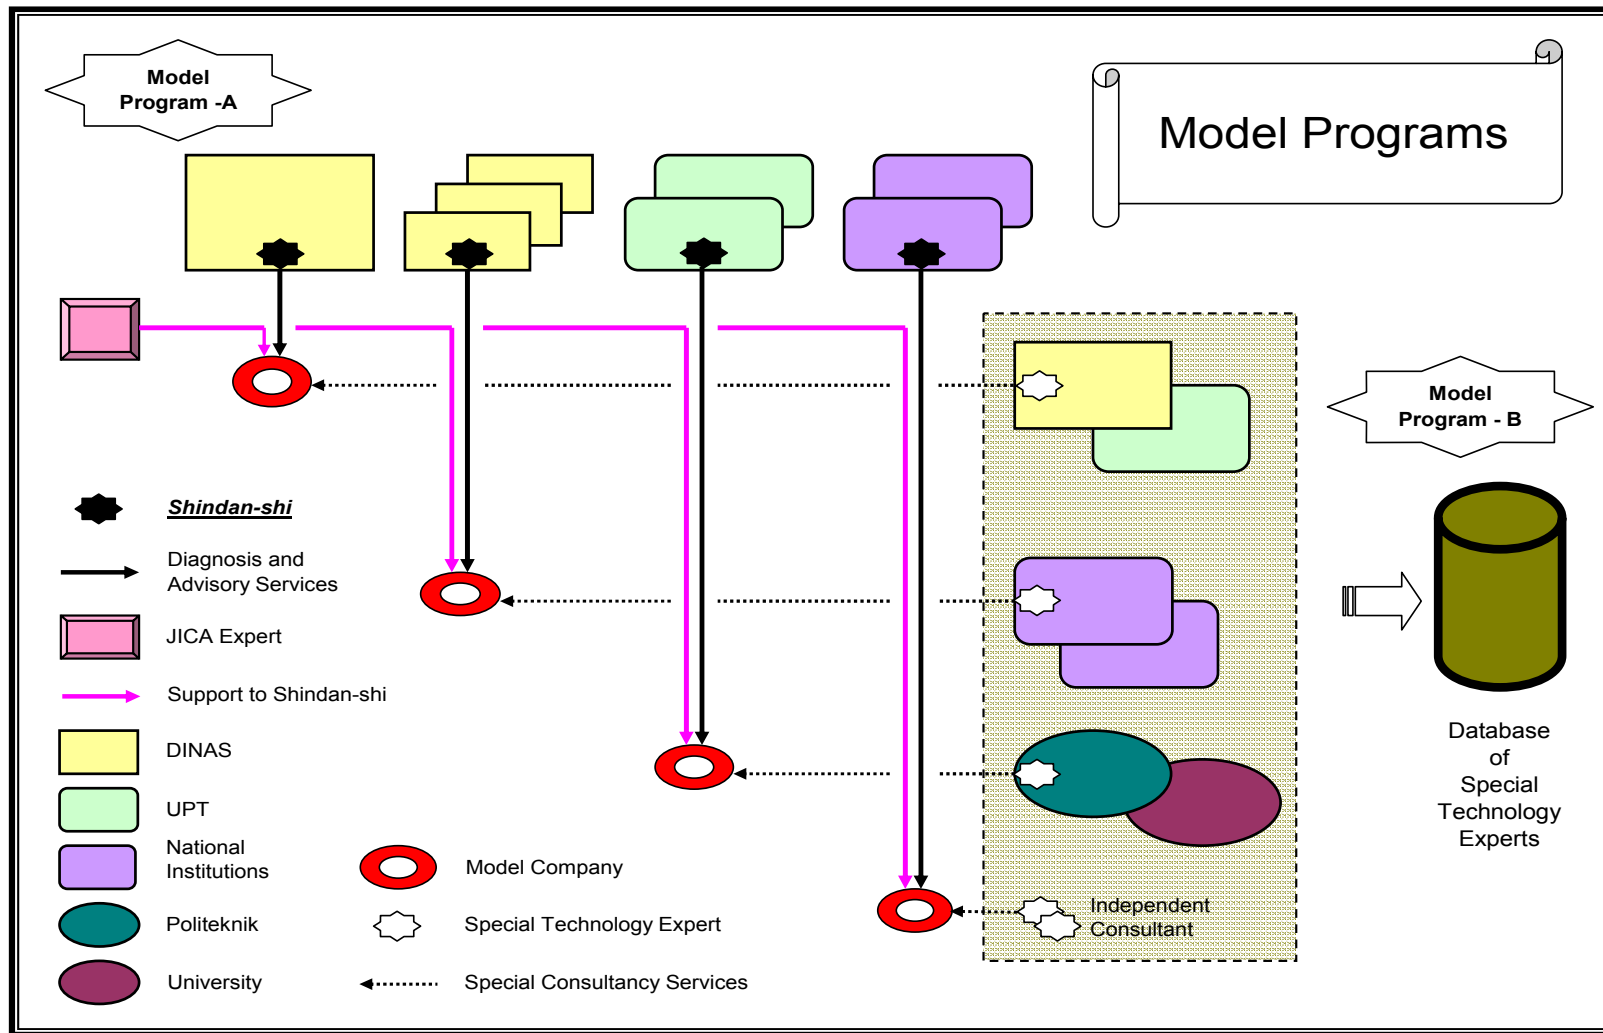 Model
Program -A
Model Programs
Model
Program - B
Shindan-shi
Diagnosis and
Advisory Services
JICA Expert
Support to Shindan-shi
DINAS
UPT
National
Institutions
Politeknik
University
Model Company
Special Technology Expert
Special Consultancy Services
Independent
Consultant
Database
of
Special
Technology
Experts